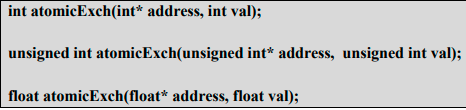 int atomicExch(int* address, int val);
unsigned int atomicExch(unsigned int* address, unsigned int val);
float atomicExch(float* address, float val);